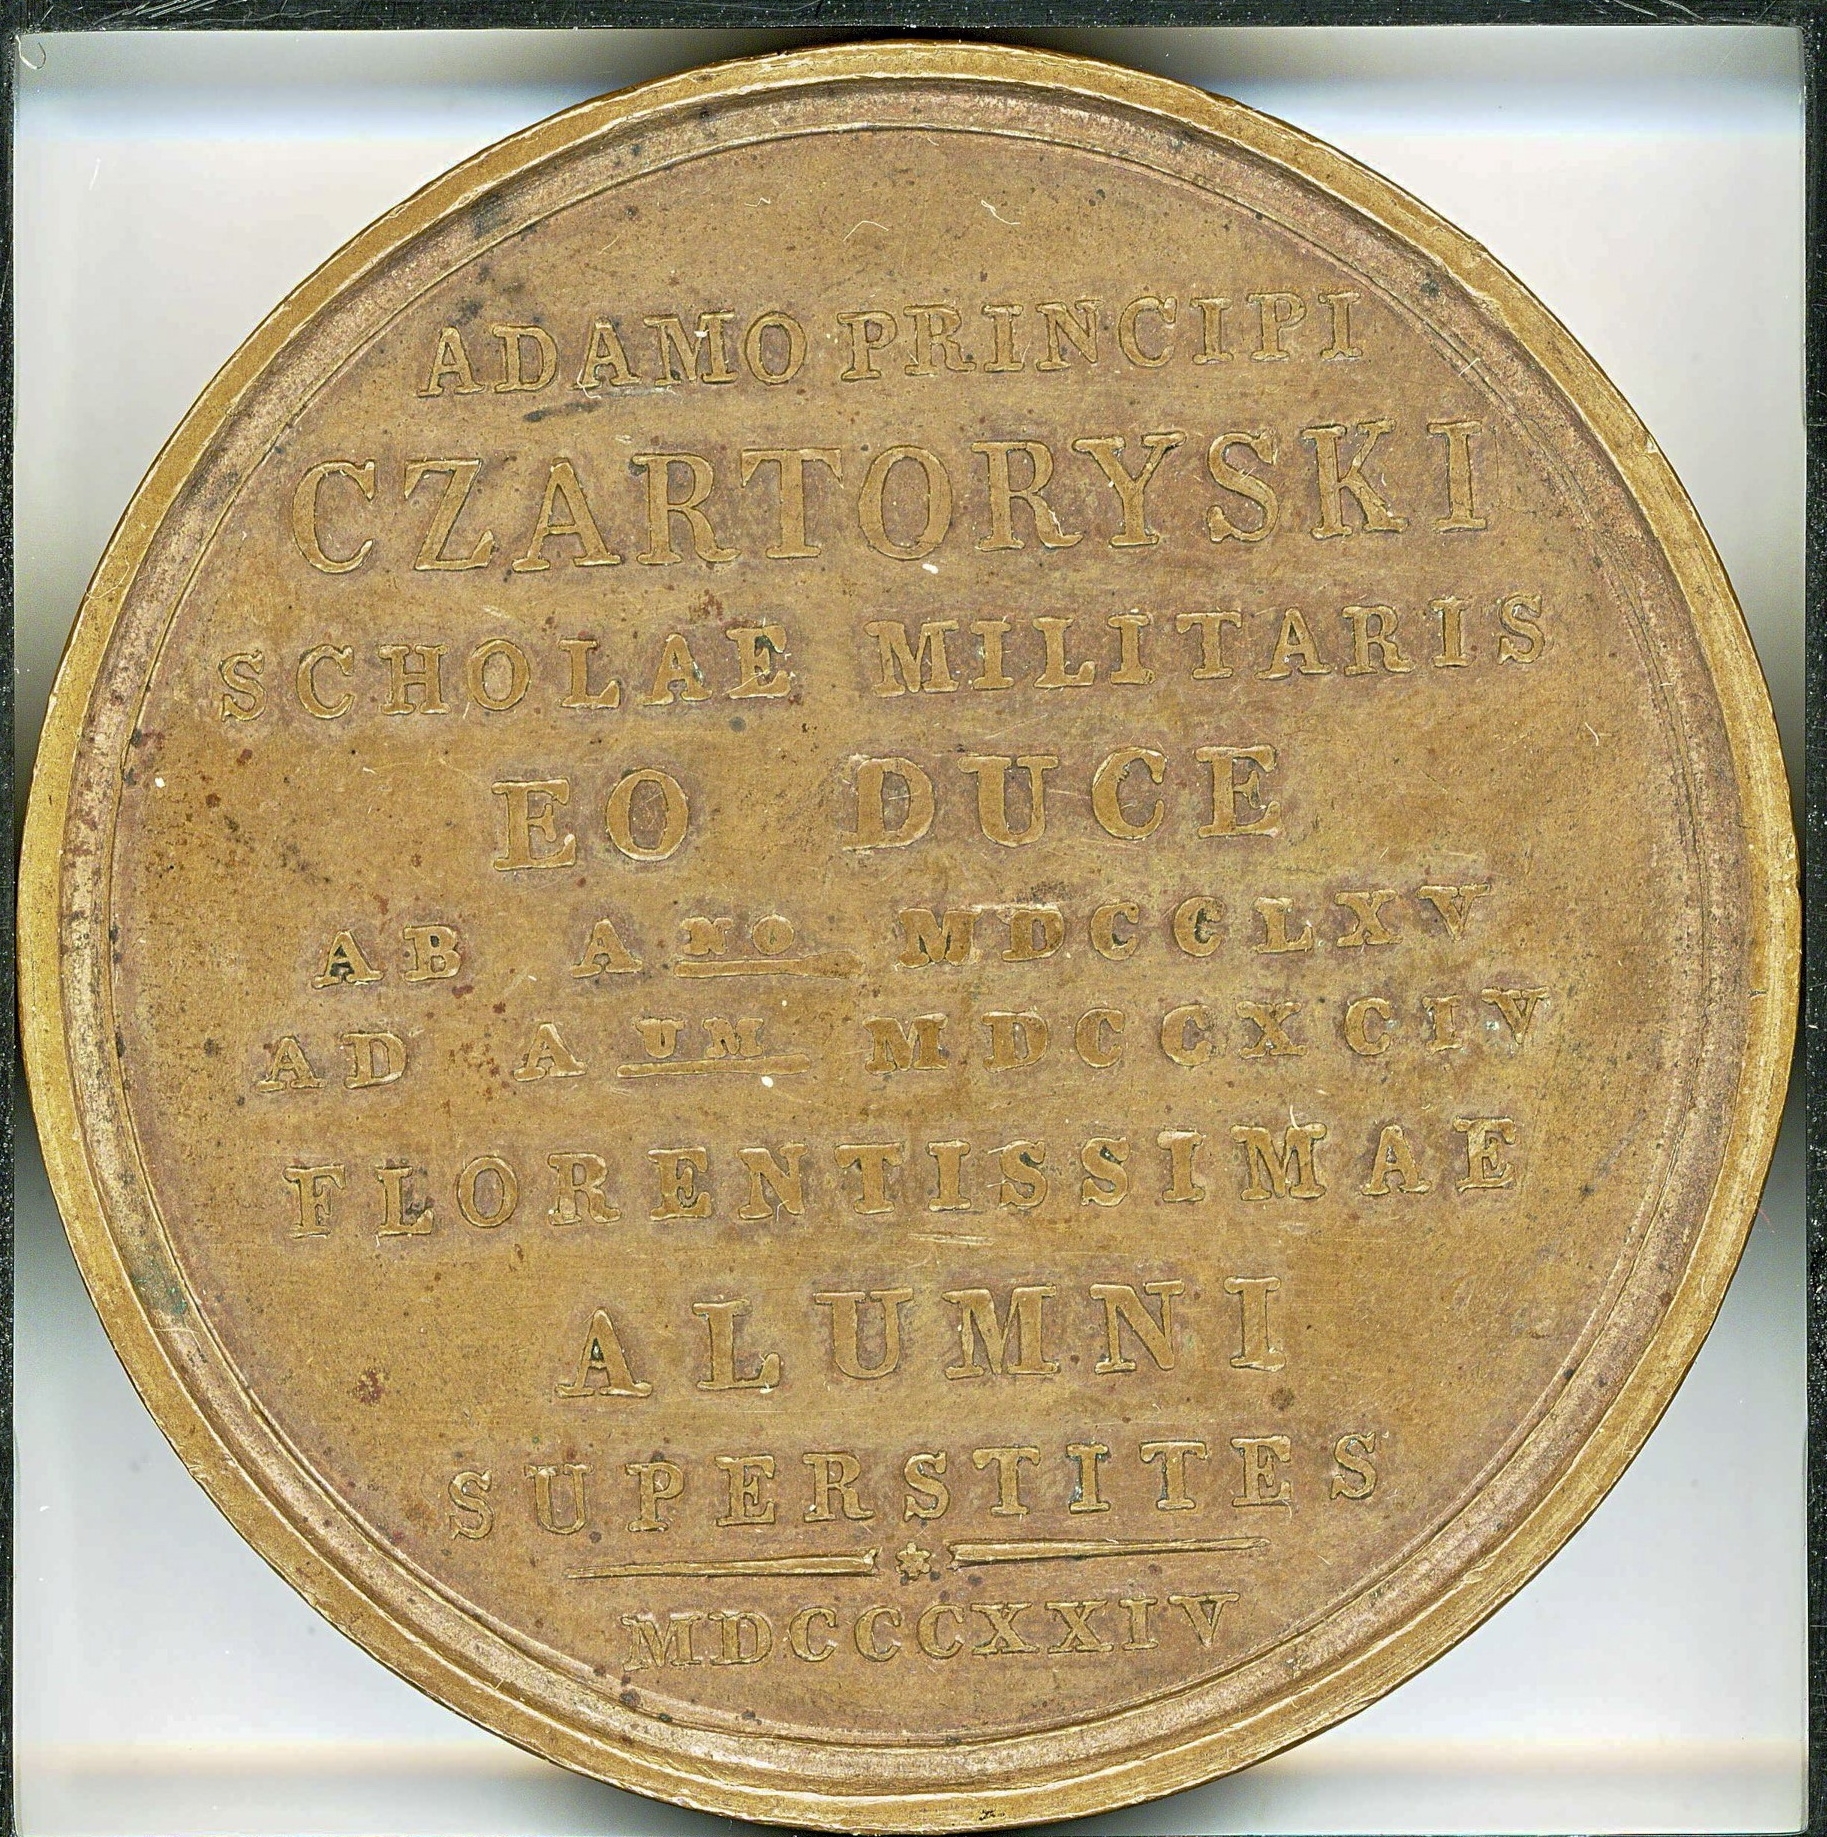 ADAMO PRINCIPI
CZARTORYSKI
SCHOLAE MILITARIS
EO DUCE
AB ANO MDCCLXV
AD AUM MDCCXCIV
FLORENTISSIMAE
ALUMNI
SUPERSTITES
MDCCCXXIV